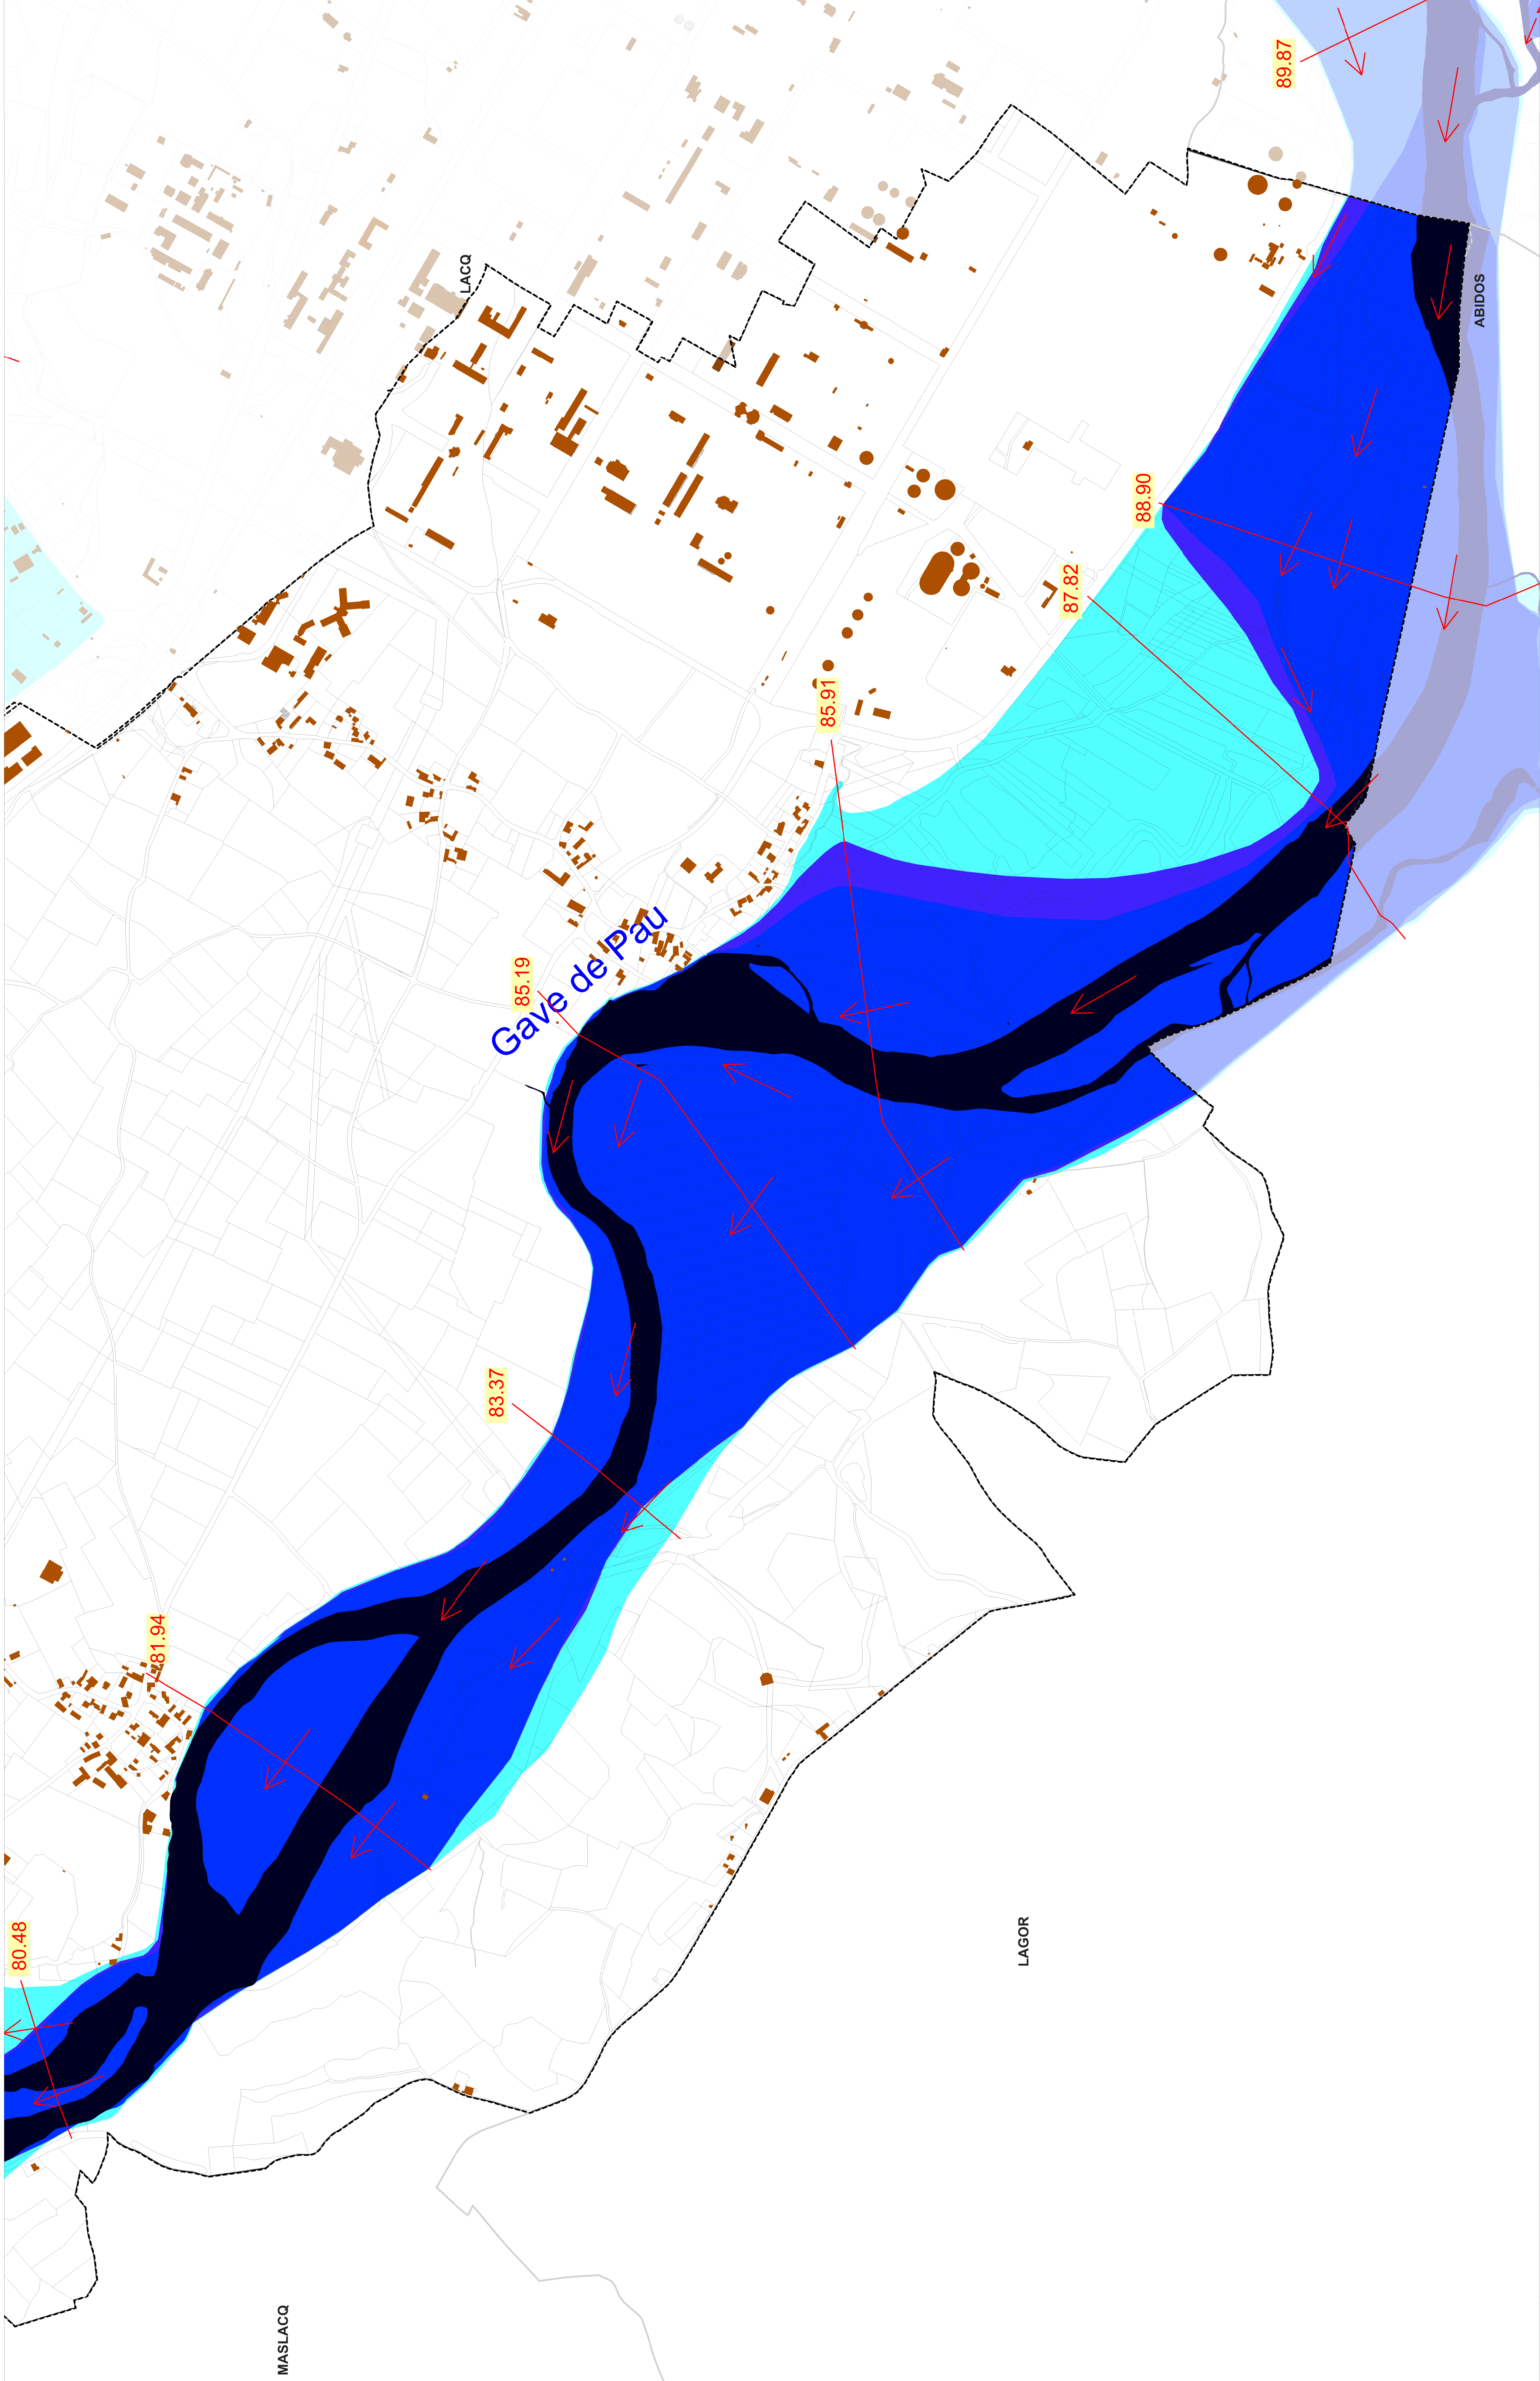 89.87
LACQ
ABIDOS
88.90
87.82
85.91
Gave de Pau
85.19
83.37
81.94
80.48
LAGOR
MASLACQ